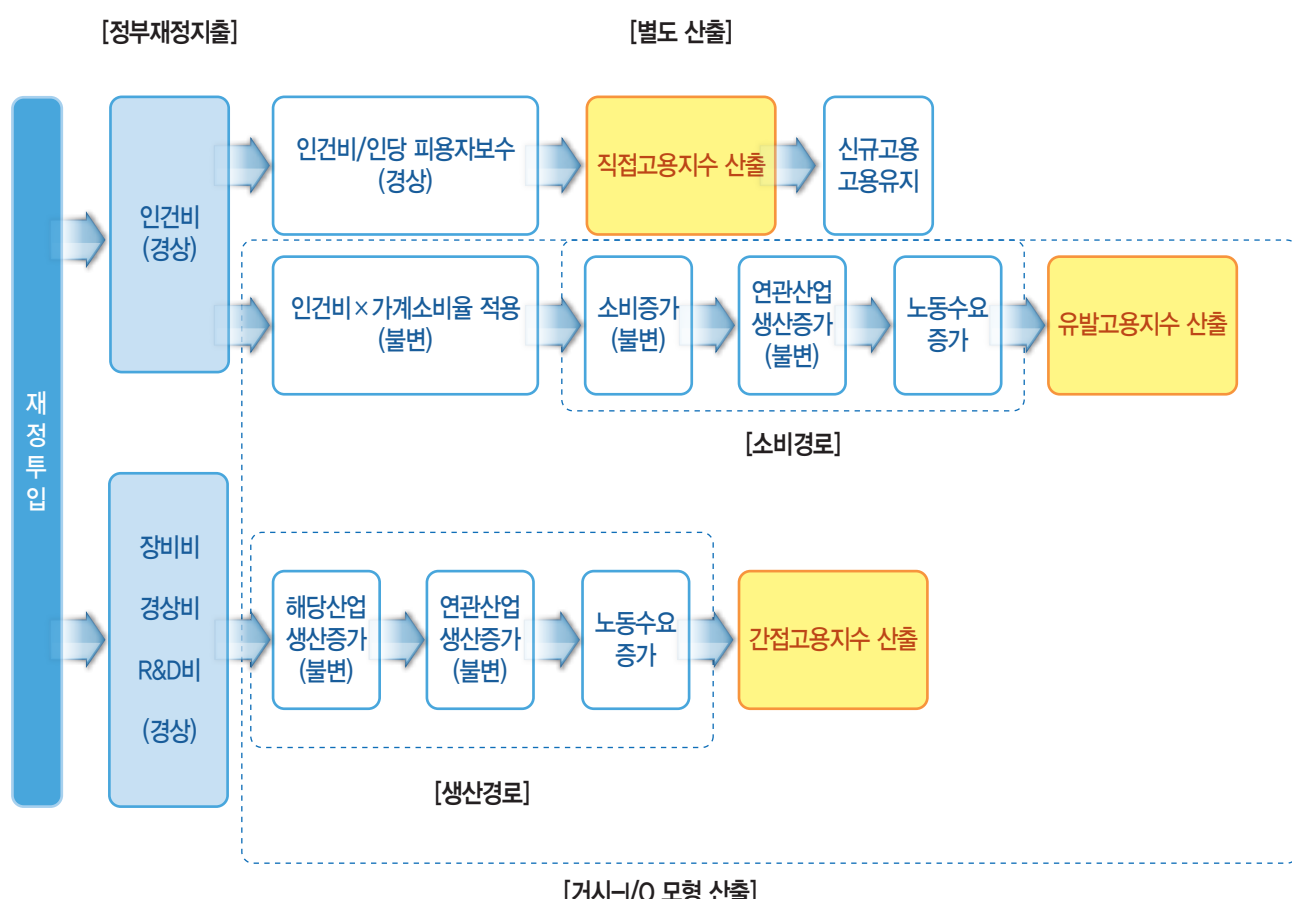 [정부재정지출]
[별도 산출]
재
정
투
입
인건비
(경상)
인건비/인당 피용자보수
(경상)
직접고용지수 산출
신규고용
고용유지
인건비×가계소비율 적용
(불변)
소비증가
(불변)
연관산업
생산증가
(불변)
노동수요
증가
유발고용지수 산출
[소비경로]
장비비
경상비
R&D비
(경상)
해당산업
생산증가
(불변)
연관산업
생산증가
(불변)
노동수요
증가
간접고용지수 산출
[생산경로]
[거시-I/O 모형 산출]